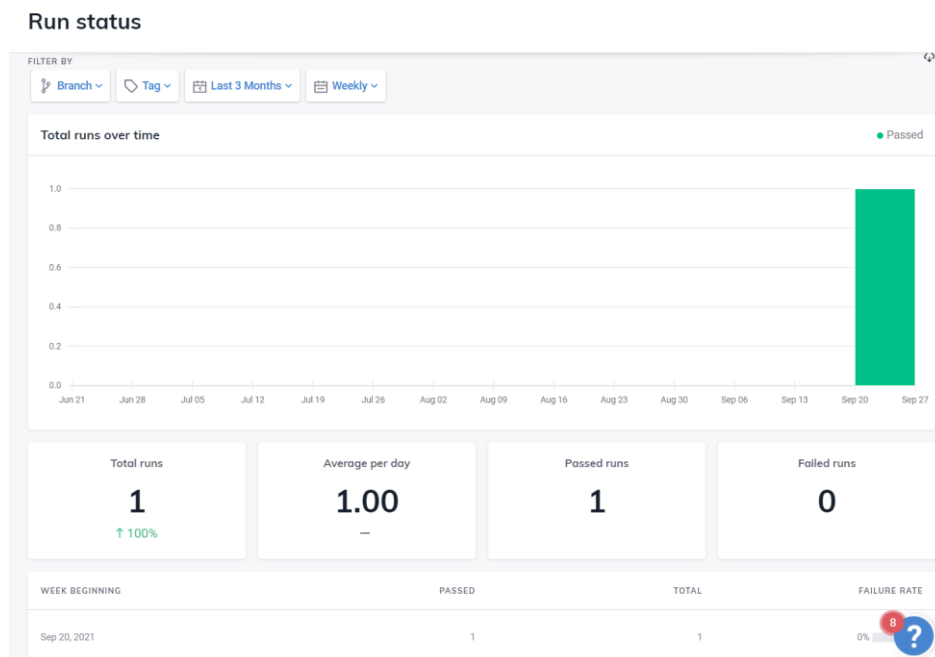 Run status
FILTER BY
Branch Tag Last 3 Months Weekly
Total runs over time
Passed
1.0
0.8
0.6
0.4
0.2
0.0
Jun 21 Jun 28 Jul 05 Jul 12 Jul 19 Jul 26 Aug 02 Aug 09 Aug 16 Aug 23 Aug 30 Sep 06 Sep 13 Sep 20 Sep 27
Total runs Average per day Passed runs Failed runs
1 1.00 1 0
↑ 100% –
WEEK BEGINNING PASSED TOTAL FAILURE RATE
Sep 20, 2021 1 1 0%
8
?